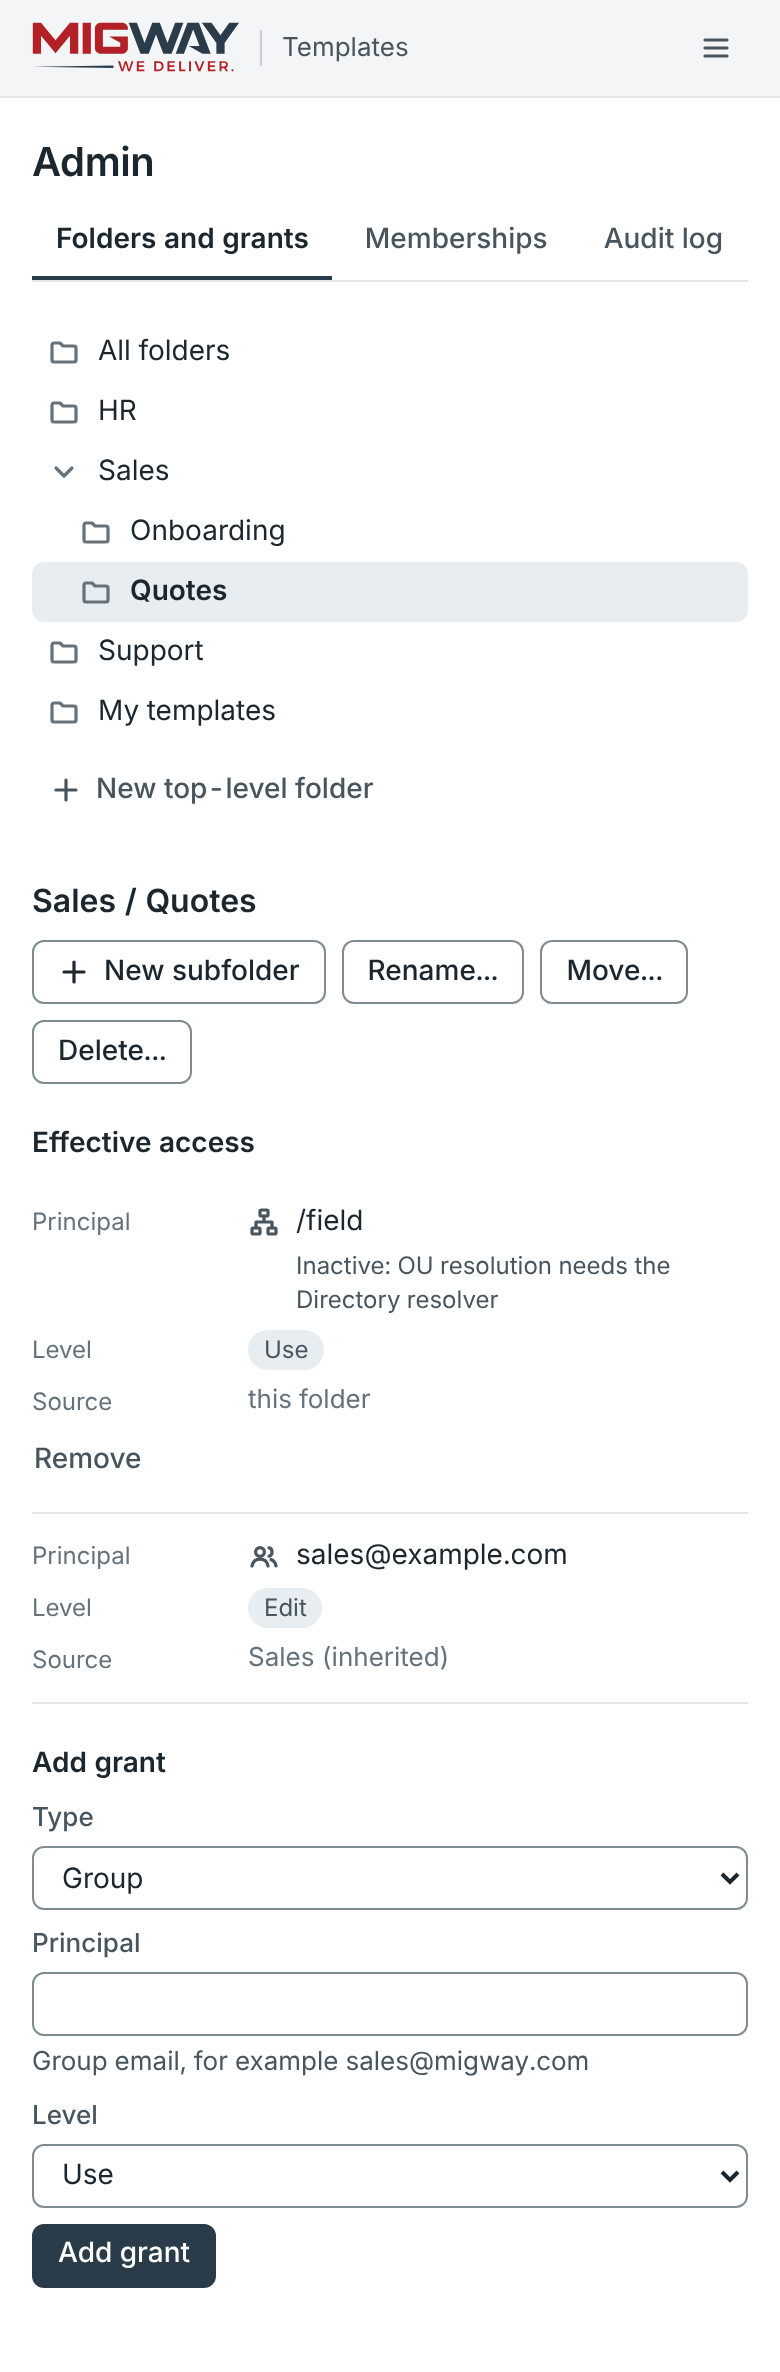 MIGWAY
WE DELIVER.
Templates
Admin
Folders and grants
Memberships
Audit log
All folders
HR
Sales
Onboarding
Quotes
Support
My templates
New top-level folder
Sales / Quotes
New subfolder
Rename...
Move...
Delete...
Effective access
Principal
/field
Inactive: OU resolution needs the
Directory resolver
Level
Use
Source
this folder
Remove
Principal
sales@example.com
Level
Edit
Source
Sales (inherited)
Add grant
Type
Group
Principal
Group email, for example sales@migway.com
Level
Use
Add grant